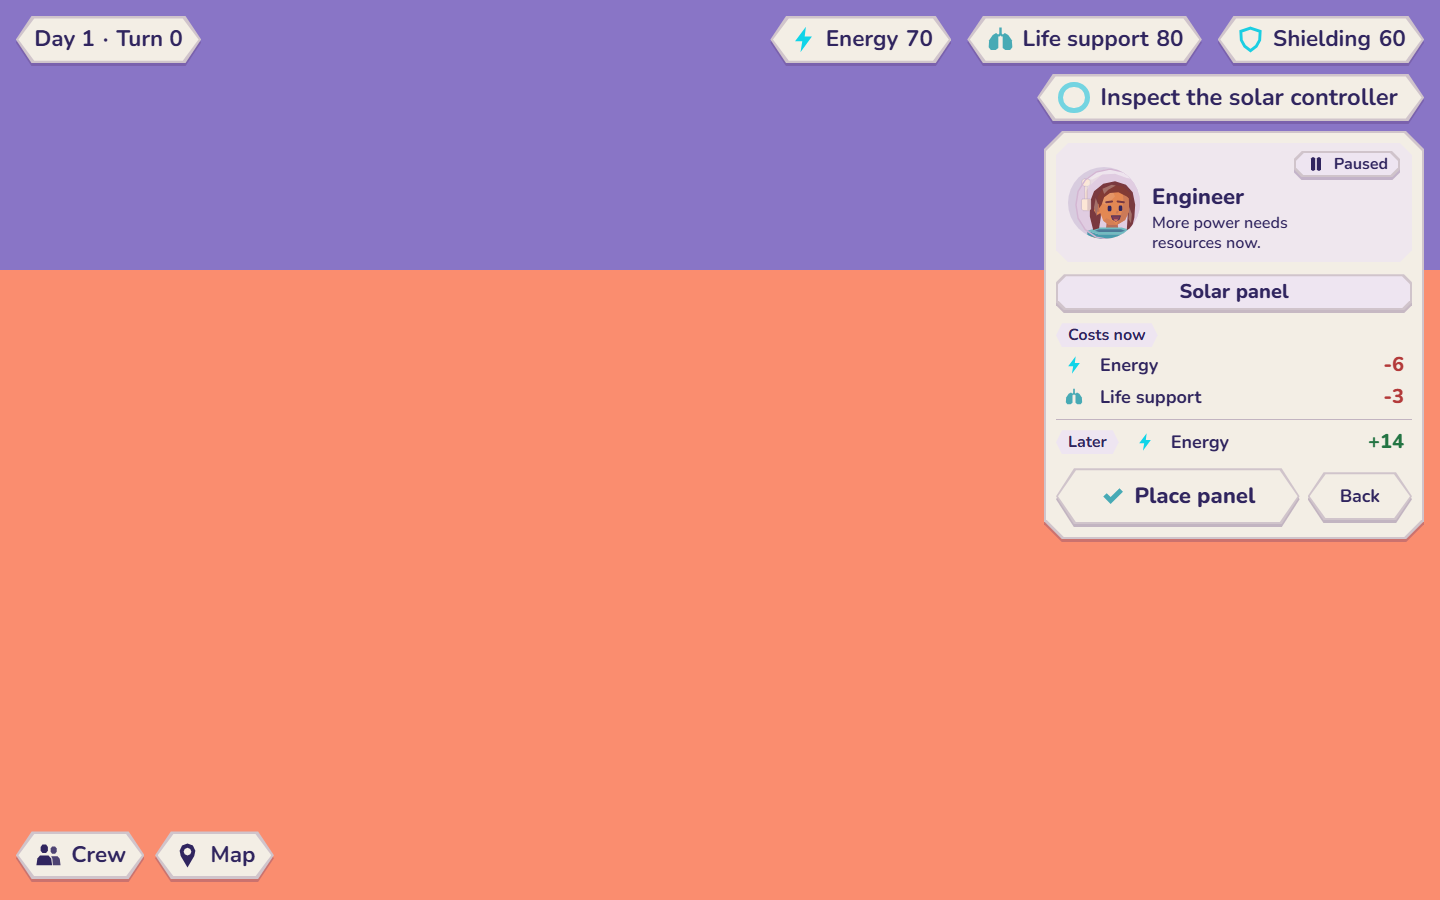 Day 1 · Turn 0
Energy 70
Life support 80
Shielding 60
Inspect the solar controller
Paused
Engineer
More power needs
resources now.
Solar panel
Costs now
Energy -6
Life support -3
Later Energy +14
Place panel
Back
Crew
Map